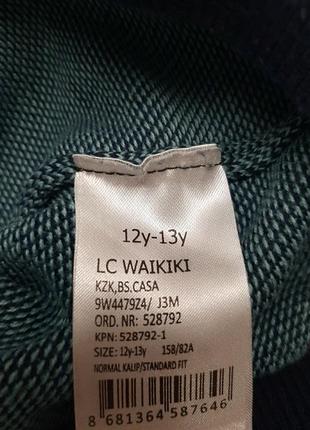 12y-13y
LC WAIKIKI
KZK,BS.CASA
9W4479Z4/ J3M
ORD. NR: 528792
KPN: 528792-1
SIZE: 12y-13y 158/82A
NORMAL KALIP/STANDARD FIT
8 681364 587646